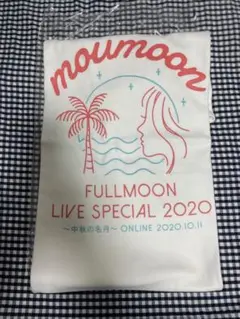 moumoon
FULLMOON
LIVE SPECIAL 2020
～中秋の名月～ ONLINE 2020.10.11